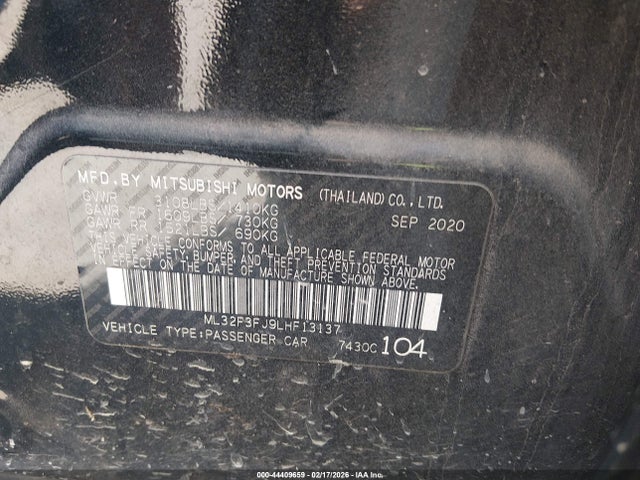 MFD.BY MITSUBISHI MOTORS (THAILAND) CO., LTD.
GVWR 3108LBS/1410KG SEP 2020
GAWR FR 1609LBS/ 730KG
GAWR RR 1521LBS/ 690KG
THIS VEHICLE CONFORMS TO ALL APPLICABLE FEDERAL MOTOR
VEHICLE SAFETY, BUMPER, AND THEFT PREVENTION STANDARDS
IN EFFECT ON THE DATE OF MANUFACTURE SHOWN ABOVE.
ML32F3FJ9LHF13137
VEHICLE TYPE:PASSENGER CAR 7430C 104
000-44409659 - 02/17/2026 - IAA Inc.